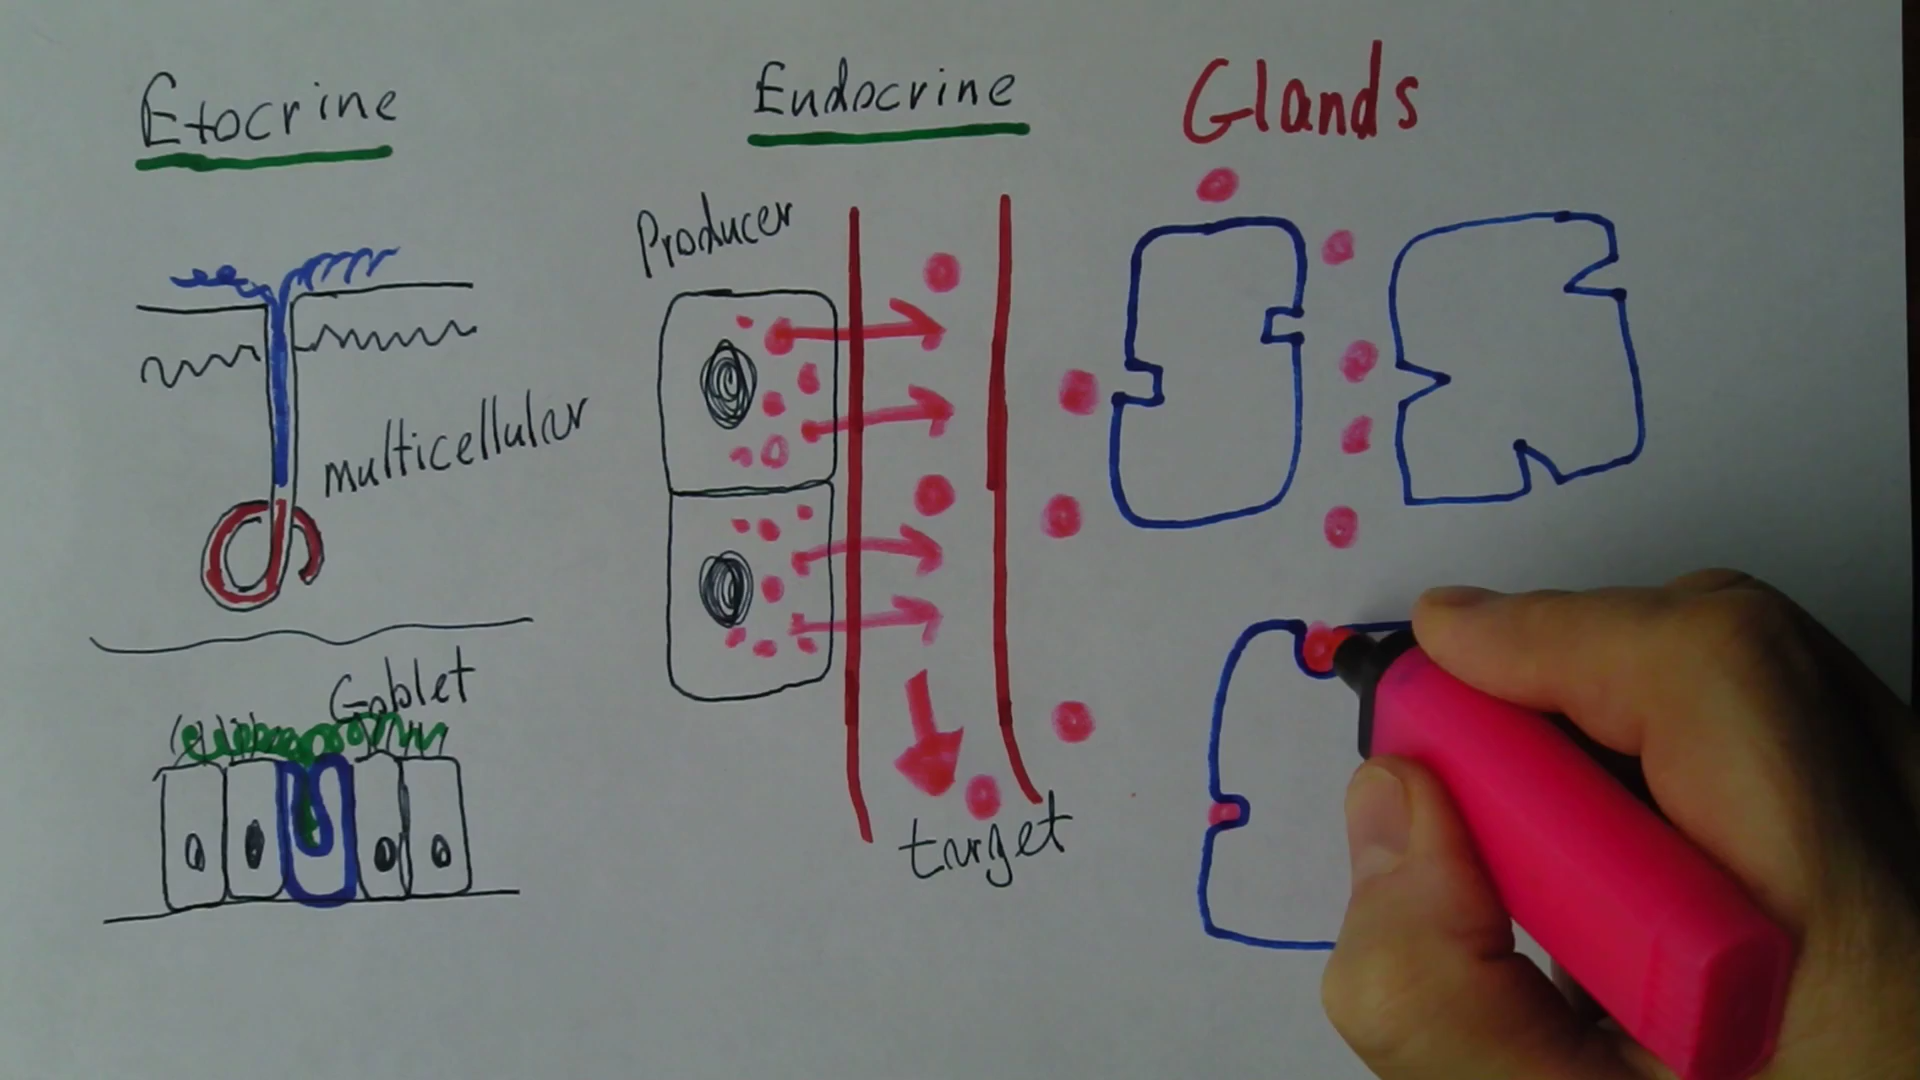 Etocrine
Endocrine
Glands
Producer
multicellular
Goblet
target